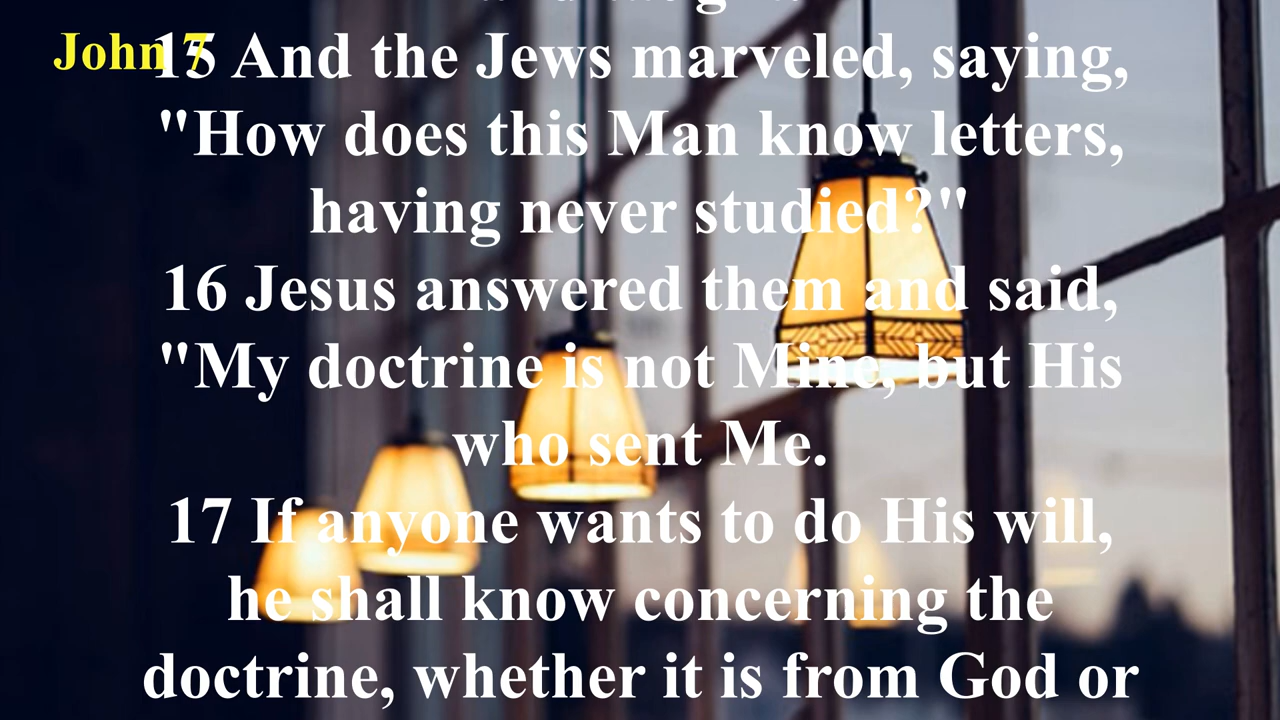 John 7
15 And the Jews marveled, saying,
"How does this Man know letters,
having never studied?"
16 Jesus answered them and said,
"My doctrine is not Mine, but His
who sent Me.
17 If anyone wants to do His will,
he shall know concerning the
doctrine, whether it is from God or